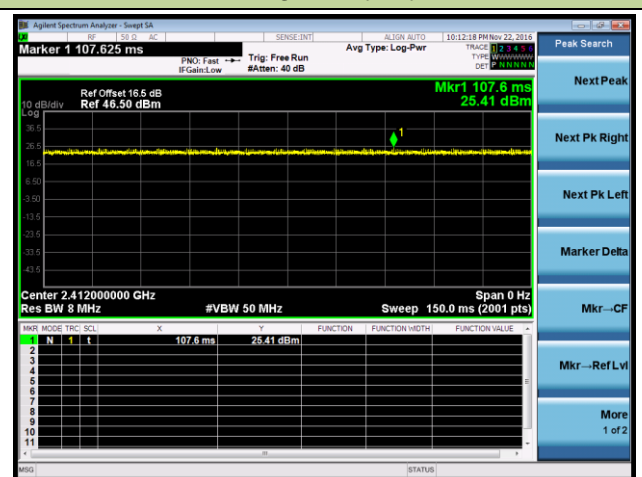 Agilent Spectrum Analyzer - Swept SA
RF 50 Ω AC SENSE:INT ALIGN AUTO 10:12:18 PM Nov 22, 2016
Marker 1 107.625 ms
PNO: Fast Trig: Free Run
IFGain:Low #Atten: 40 dB
Avg Type: Log-Pwr
TRACE 1 2 3 4 5 6
TYPE WWWWWW
DET P N N N N N
Peak Search
Mkr1 107.6 ms
25.41 dBm
Ref Offset 16.5 dB
10 dB/div Ref 46.50 dBm
Log
36.5
26.5
16.5
6.50
-3.50
-13.5
-23.5
-33.5
-43.5
1
Center 2.412000000 GHz Span 0 Hz
Res BW 8 MHz #VBW 50 MHz Sweep 150.0 ms (2001 pts)
MKR MODE TRC SCL X Y FUNCTION FUNCTION WIDTH FUNCTION VALUE
1 N 1 t 107.6 ms 25.41 dBm
2
3
4
5
6
7
8
9
10
11
MSG STATUS
Next Peak
Next Pk Right
Next Pk Left
Marker Delta
Mkr→CF
Mkr→Ref Lvl
More
1 of 2